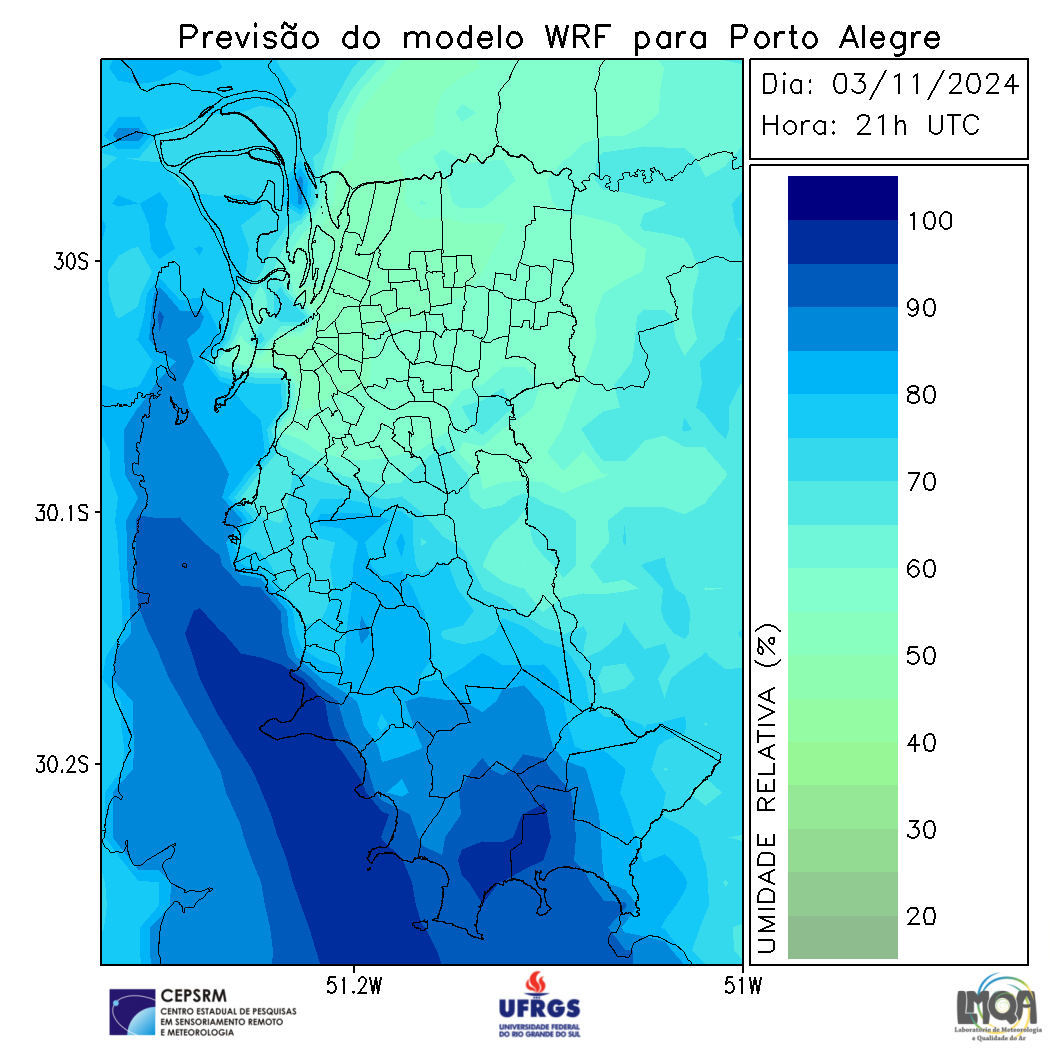 Previsão do modelo WRF para Porto Alegre
Dia: 03/11/2024
Hora: 21h UTC
100
90
80
70
60
50
40
30
20
UMIDADE RELATIVA (%)
30S
30.1S
30.2S
51.2W
51W
CEPSRM
CENTRO ESTADUAL DE PESQUISAS
EM SENSORIAMENTO REMOTO
E METEOROLOGIA
UFRGS
UNIVERSIDADE FEDERAL
DO RIO GRANDE DO SUL
LMQA
Laboratório de Meteorologia
e Qualidade do Ar